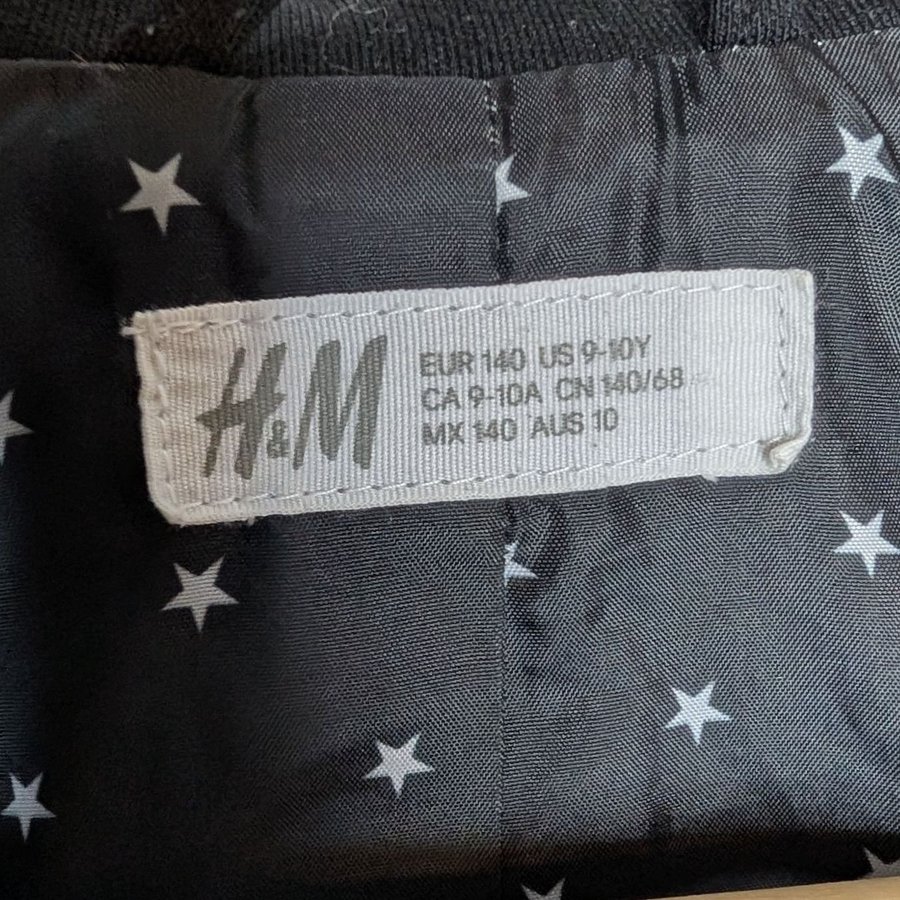 H&M
EUR 140 US 9-10Y
CA 9-10A CN 140/68
MX 140 AUS 10